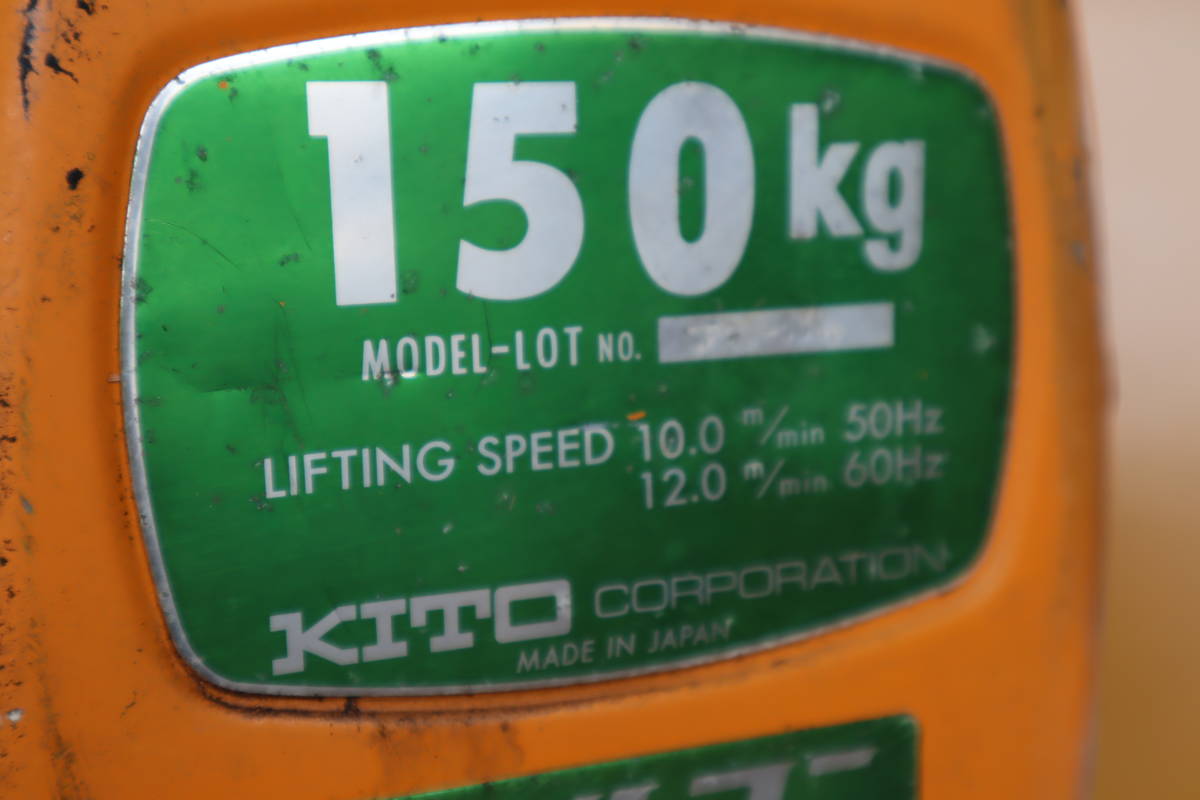 150kg
MODEL-LOT NO.
LIFTING SPEED 10.0 m/min 50Hz
12.0 m/min 60Hz
KITO CORPORATION
MADE IN JAPAN